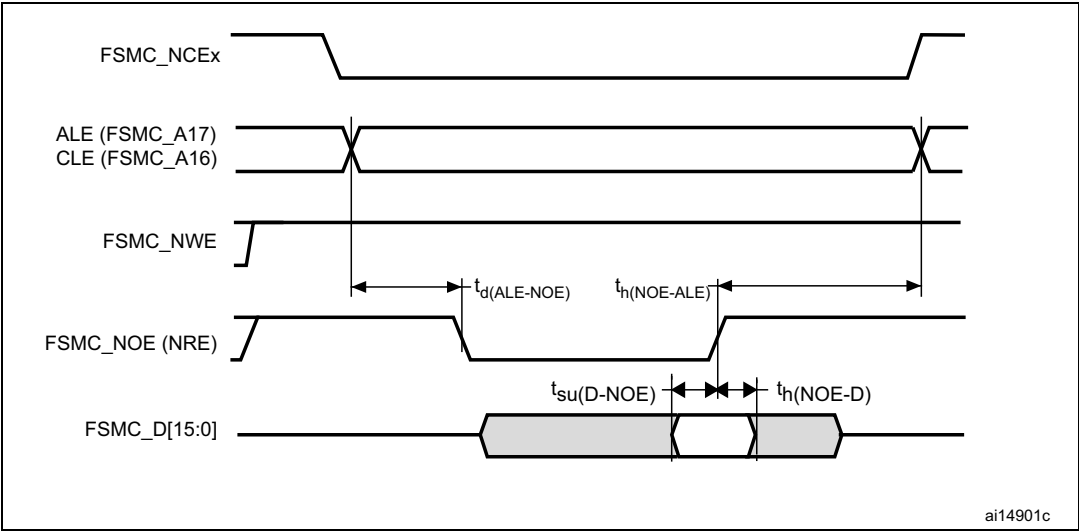 FSMC_NCEx
ALE (FSMC_A17)
CLE (FSMC_A16)
FSMC_NWE
td(ALE-NOE) th(NOE-ALE)
FSMC_NOE (NRE)
tsu(D-NOE) th(NOE-D)
FSMC_D[15:0]
ai14901c